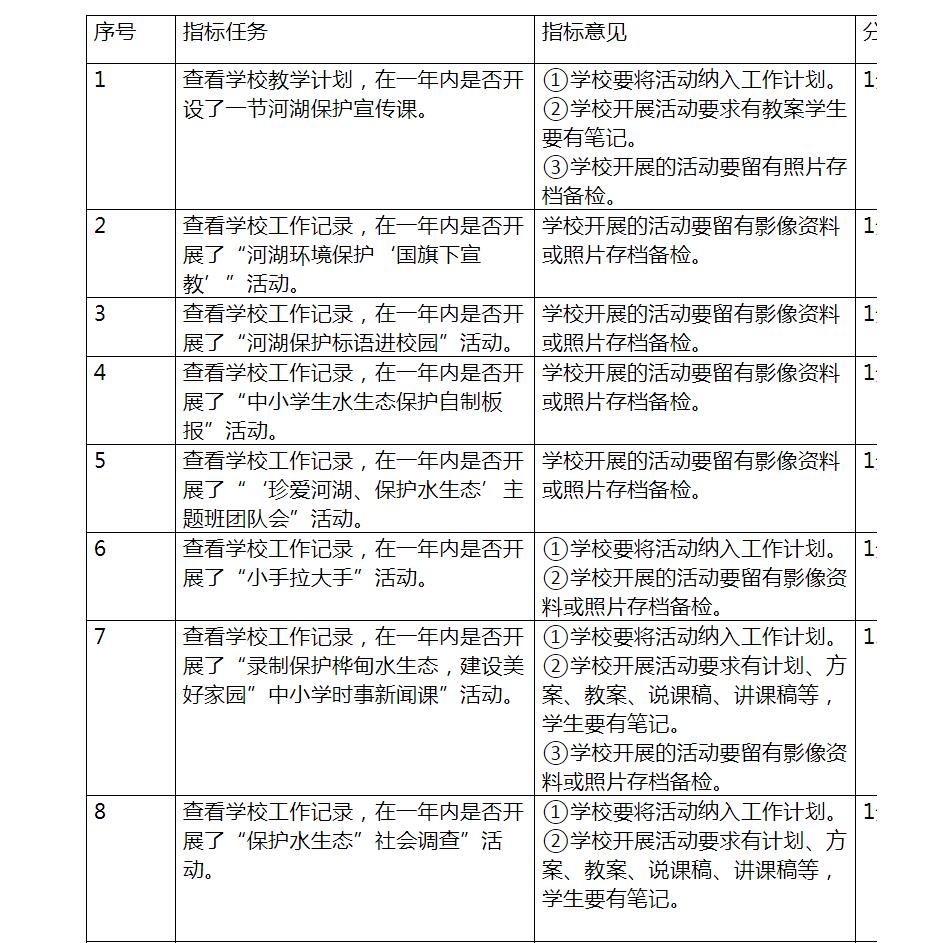 序号 指标任务 指标意见
1 查看学校教学计划，在一年内是否开
设了一节河湖保护宣传课。
①学校要将活动纳入工作计划。
②学校开展活动要求有教案学生
要有笔记。
③学校开展的活动要留有照片存
档备检。
2 查看学校工作记录，在一年内是否开
展了“河湖环境保护‘国旗下宣
教’”活动。
学校开展的活动要留有影像资料
或照片存档备检。
3 查看学校工作记录，在一年内是否开
展了“河湖保护标语进校园”活动。
学校开展的活动要留有影像资料
或照片存档备检。
4 查看学校工作记录，在一年内是否开
展了“中小学生水生态保护自制板
报”活动。
学校开展的活动要留有影像资料
或照片存档备检。
5 查看学校工作记录，在一年内是否开
展了“‘珍爱河湖、保护水生态’主
题班团队会”活动。
学校开展的活动要留有影像资料
或照片存档备检。
6 查看学校工作记录，在一年内是否开
展了“小手拉大手”活动。
①学校要将活动纳入工作计划。
②学校开展的活动要留有影像资
料或照片存档备检。
7 查看学校工作记录，在一年内是否开
展了“录制保护桦甸水生态，建设美
好家园”中小学时事新闻课”活动。
①学校要将活动纳入工作计划。
②学校开展活动要求有计划、方
案、教案、说课稿、讲课稿等，
学生要有笔记。
③学校开展的活动要留有影像资
料或照片存档备检。
8 查看学校工作记录，在一年内是否开
展了“保护水生态”社会调查”活
动。
①学校要将活动纳入工作计划。
②学校开展活动要求有计划、方
案、教案、说课稿、讲课稿等，
学生要有笔记。